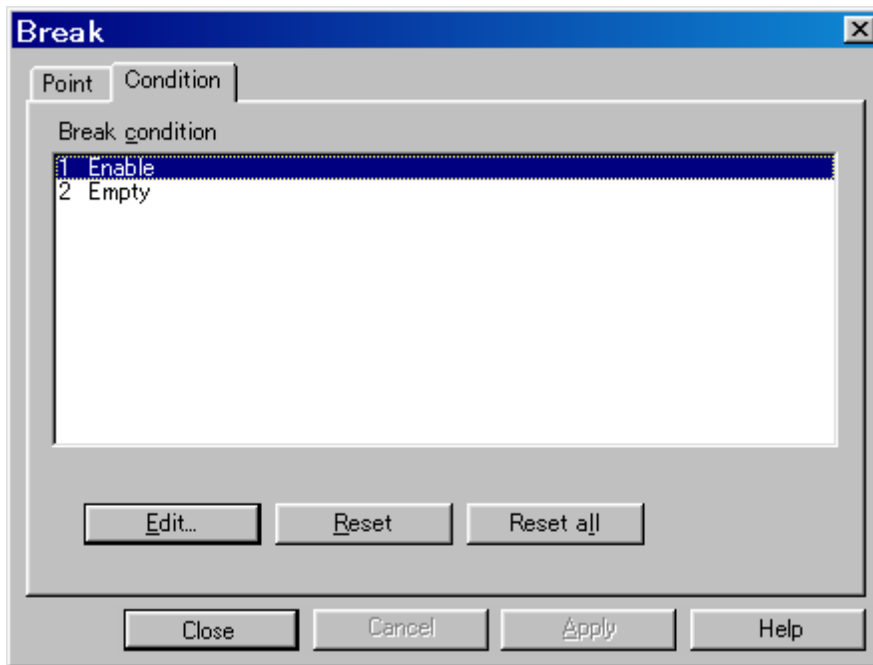 Break
Point Condition
Break condition
1 Enable
2 Empty
Edit... Reset Reset all
Close Cancel Apply Help